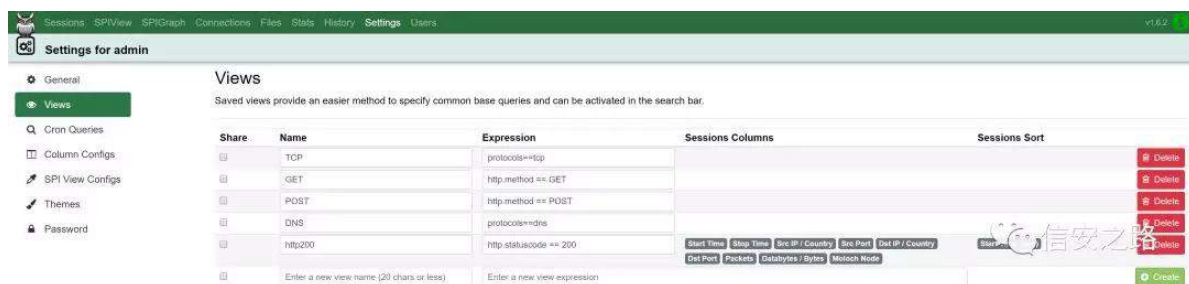 Sessions SPIView SPIGraph Connections Files Stats History Settings Users v1.6.2
Settings for admin
General
Views
Cron Queries
Column Configs
SPI View Configs
Themes
Password
Views
Saved views provide an easier method to specify common base queries and can be activated in the search bar.
Share Name Expression Sessions Columns Sessions Sort
TCP protocols==tcp Delete
GET http.method == GET Delete
POST http.method == POST Delete
DNS protocols==dns Delete
http200 http.statuscode == 200 Start Time Stop Time Src IP / Country Src Port Dst IP / Country Delete
Dst Port Packets Databytes / Bytes Moloch Node
Enter a new view name (20 chars or less) Enter a new view expression Create
信安之路